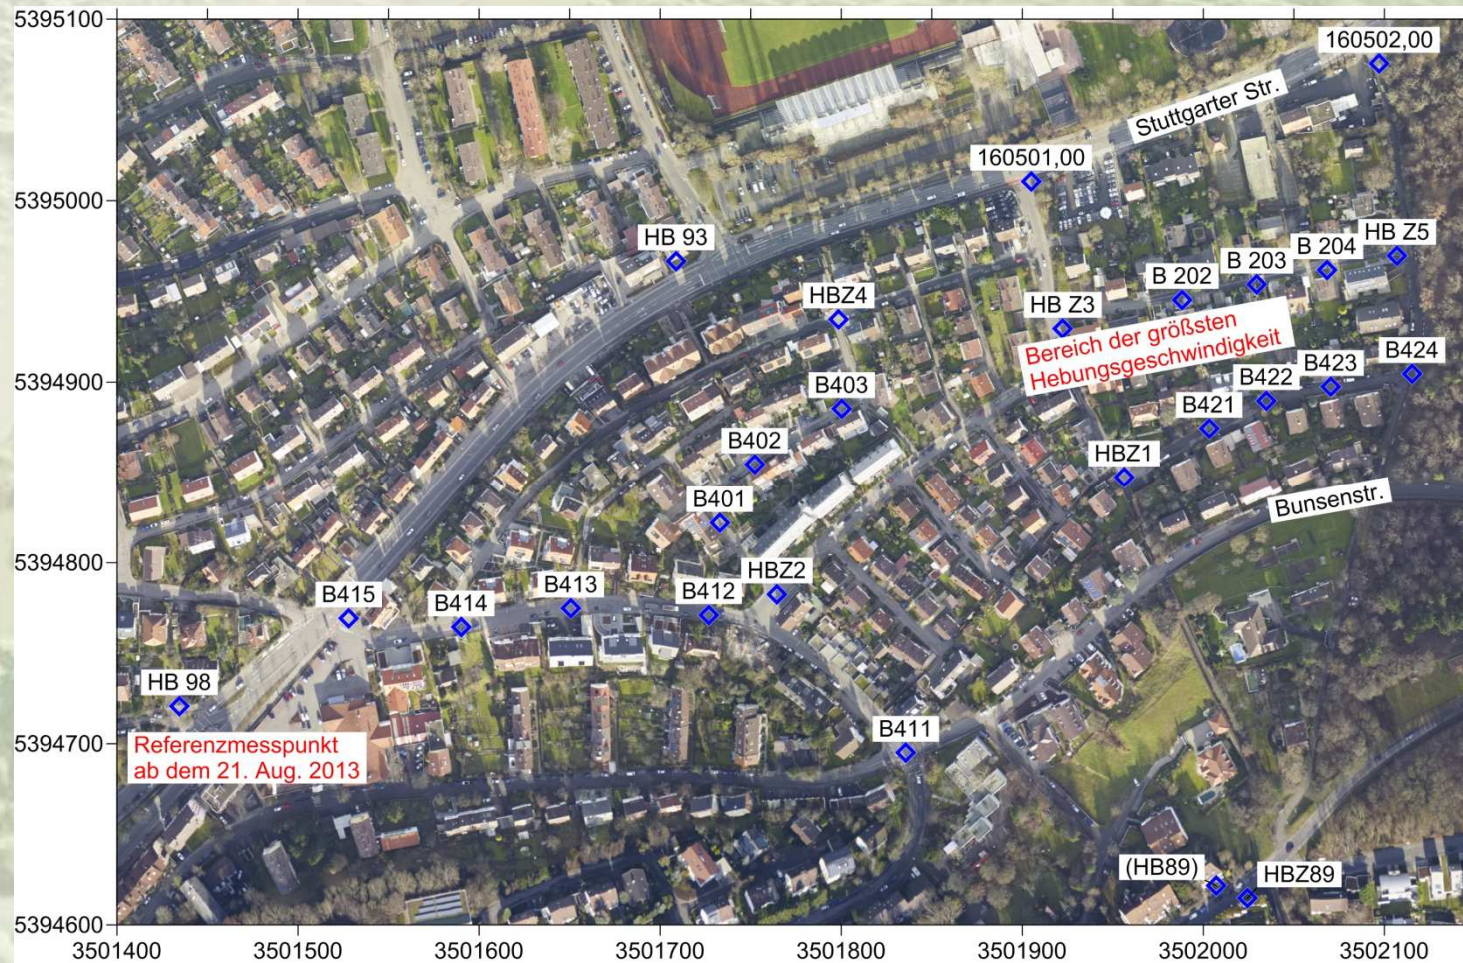 5395100
160502,00
Stuttgarter Str.
160501,00
5395000
HB 93
HB Z5
B 204
B 203
B 202
HBZ4
HB Z3
Bereich der größten
Hebungsgeschwindigkeit
5394900
B424
B423
B422
B421
B403
B402
HBZ1
B401
Bunsenstr.
5394800
HBZ2
B415
B414
B413
B412
HB 98
B411
5394700
Referenzmesspunkt
ab dem 21. Aug. 2013
(HB89)
HBZ89
5394600
3501400 3501500 3501600 3501700 3501800 3501900 3502000 3502100